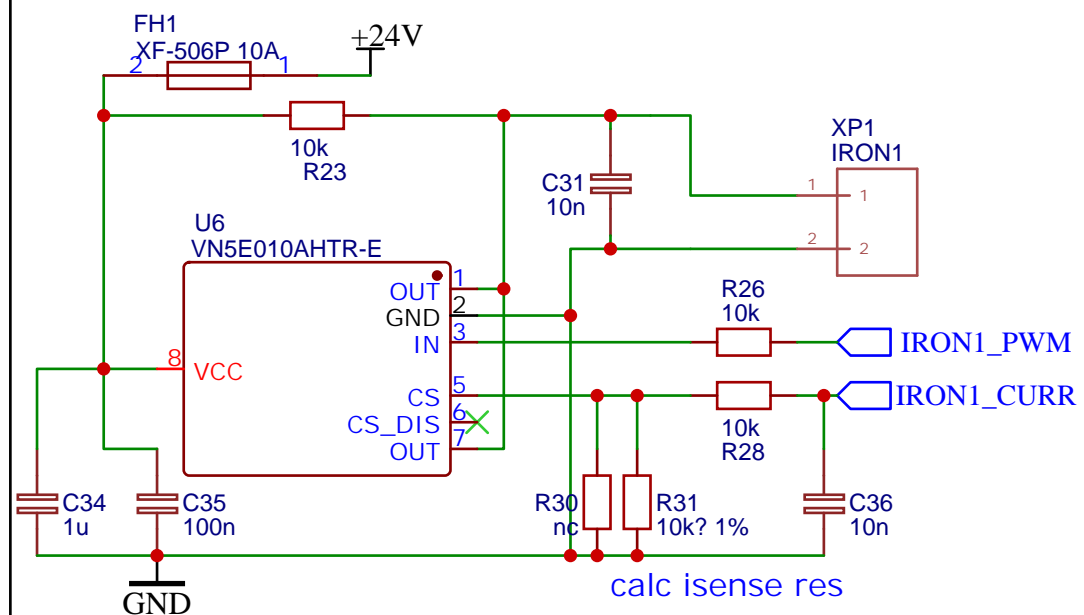 FH1
XF-506P 10A
+24V
2
1
10k
R23
C31
10n
XP1
IRON1
1
1
2
2
U6
VN5E010AHTR-E
OUT
1
GND
2
IN
3
8
VCC
CS
5
CS_DIS
6
OUT
7
R26
10k
IRON1_PWM
IRON1_CURR
10k
R28
C34
1u
C35
100n
R30
nc
R31
10k? 1%
C36
10n
calc isense res
GND